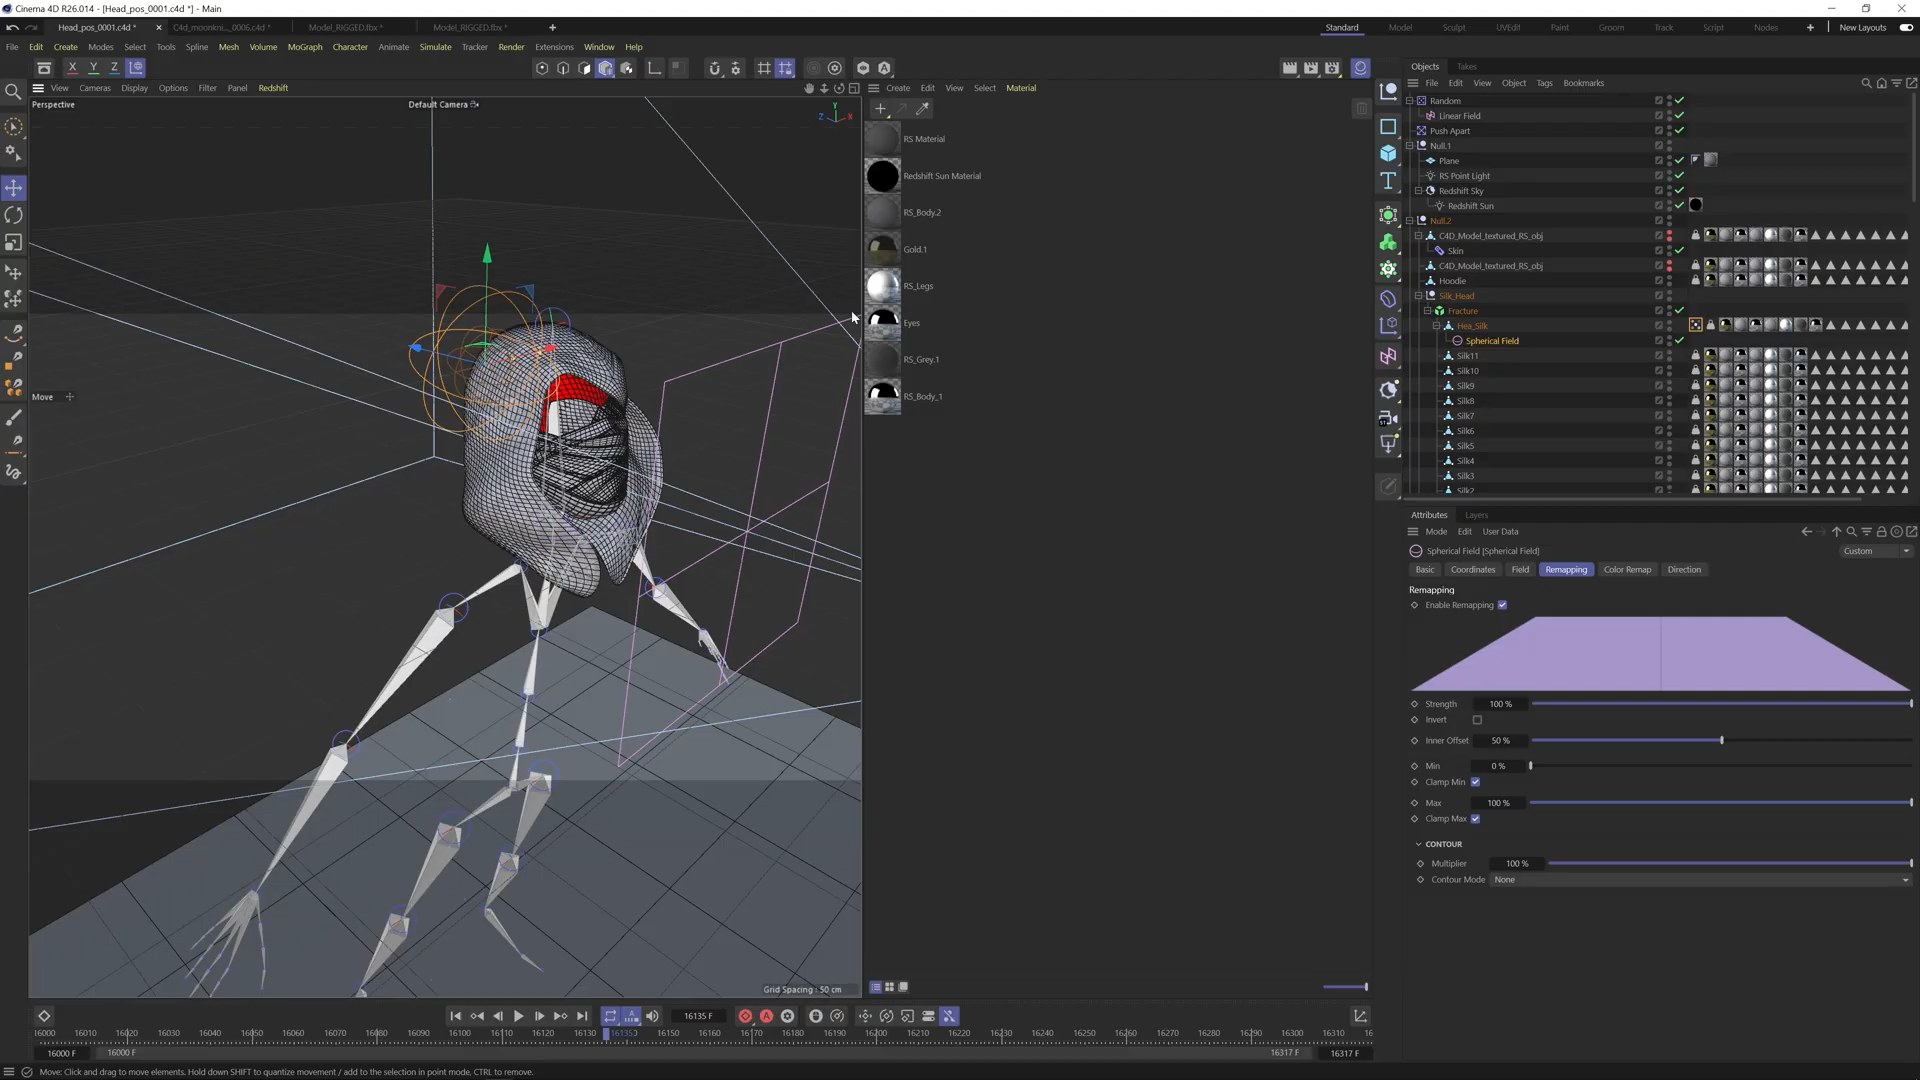 Cinema 4D R26.014 - [Head_pos_0001.c4d *] - Main
Head_pos_0001.c4d * C4d_moonkni..._0006.c4d * Model_RIGGED.fbx * Model_RIGGED.fbx *
Standard Model Sculpt UVEdit Paint Track Script Nodes New Layouts
File Edit Create Modes Select Tools Spline Mesh Volume MoGraph Character Animate Simulate Tracker Render Extensions Window Help
X Y Z
Objects Takes
View Cameras Display Options Filter Panel Redshift
Create Edit View Select Material
File Edit View Object Tags Bookmarks
Perspective Default Camera
Y Z X
Random
Linear Field
Push Apart
Null.1
Plane
RS Point Light
Redshift Sky
Redshift Sun
Null.2
C4D_Model_textured_RS_obj
Skin
C4D_Model_textured_RS_obj
Hoodie
Silk_Head
Fracture
Hea_Silk
Spherical Field
Silk11
Silk10
Silk9
Silk8
Silk7
Silk6
Silk5
Silk4
Silk3
Silk2
RS Material
Redshift Sun Material
RS_Body.2
Gold.1
RS_Legs
Eyes
RS_Grey.1
RS_Body_1
Move
Attributes Layers
Mode Edit User Data
Spherical Field [Spherical Field] Custom
Basic Coordinates Field Remapping Color Remap Direction
Remapping
Enable Remapping
Strength 100 %
Invert
Inner Offset 50 %
Min 0 %
Clamp Min
Max 100 %
Clamp Max
CONTOUR
Multiplier 100 %
Contour Mode None
Grid Spacing : 50 cm
16135 F
16000 16010 16020 16030 16040 16050 16060 16070 16080 16090 16100 16110 16120 16130 161353 16150 16160 16170 16180 16190 16200 16210 16220 16230 16240 16250 16260 16270 16280 16290 16300 16310 16
16000 F 16000 F 16317 F 16317 F
Move: Click and drag to move elements. Hold down SHIFT to quantize movement / add to the selection in point mode, CTRL to remove.